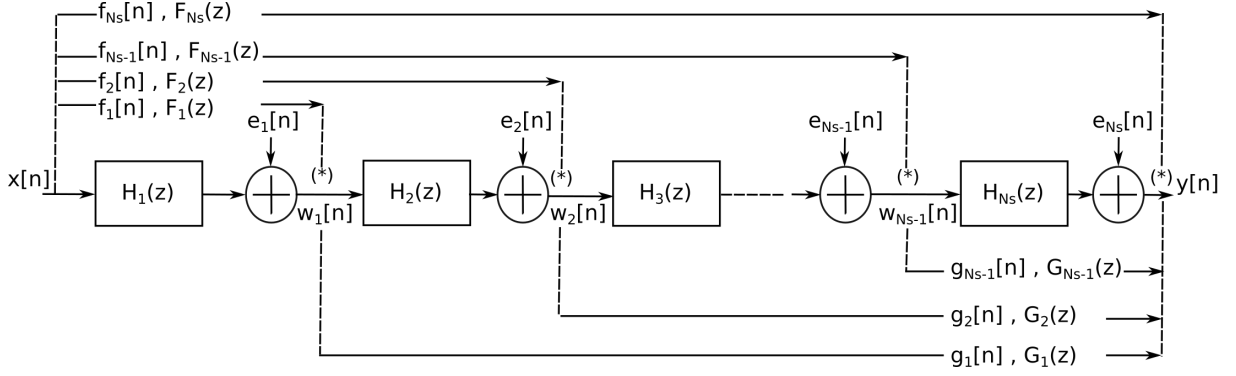 f_Ns[n] , F_Ns(z)
f_Ns-1[n] , F_Ns-1(z)
f_2[n] , F_2(z)
f_1[n] , F_1(z)
e_1[n] e_2[n] e_Ns-1[n] e_Ns[n]
(*) (*) (*) (*)
x[n] H_1(z) H_2(z) H_3(z) H_Ns(z) y[n]
w_1[n] w_2[n] w_Ns-1[n]
g_Ns-1[n] , G_Ns-1(z)
g_2[n] , G_2(z)
g_1[n] , G_1(z)